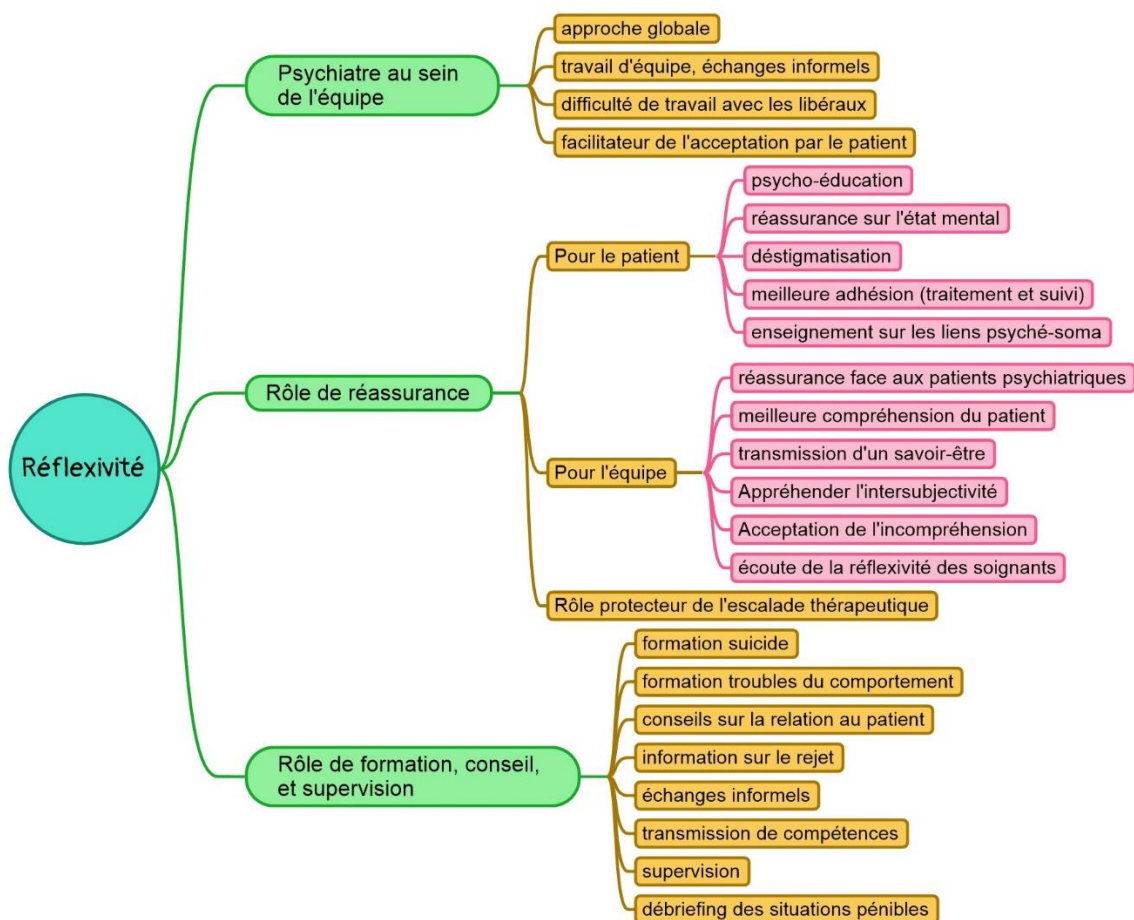 Réflexivité
Psychiatre au sein
de l'équipe
approche globale
travail d'équipe, échanges informels
difficulté de travail avec les libéraux
facilitateur de l'acceptation par le patient
Rôle de réassurance
Pour le patient
psycho-éducation
réassurance sur l'état mental
déstigmatisation
meilleure adhésion (traitement et suivi)
enseignement sur les liens psyché-soma
Pour l'équipe
réassurance face aux patients psychiatriques
meilleure compréhension du patient
transmission d'un savoir-être
Appréhender l'intersubjectivité
Acceptation de l'incompréhension
écoute de la réflexivité des soignants
Rôle protecteur de l'escalade thérapeutique
Rôle de formation, conseil,
et supervision
formation suicide
formation troubles du comportement
conseils sur la relation au patient
information sur le rejet
échanges informels
transmission de compétences
supervision
débriefing des situations pénibles